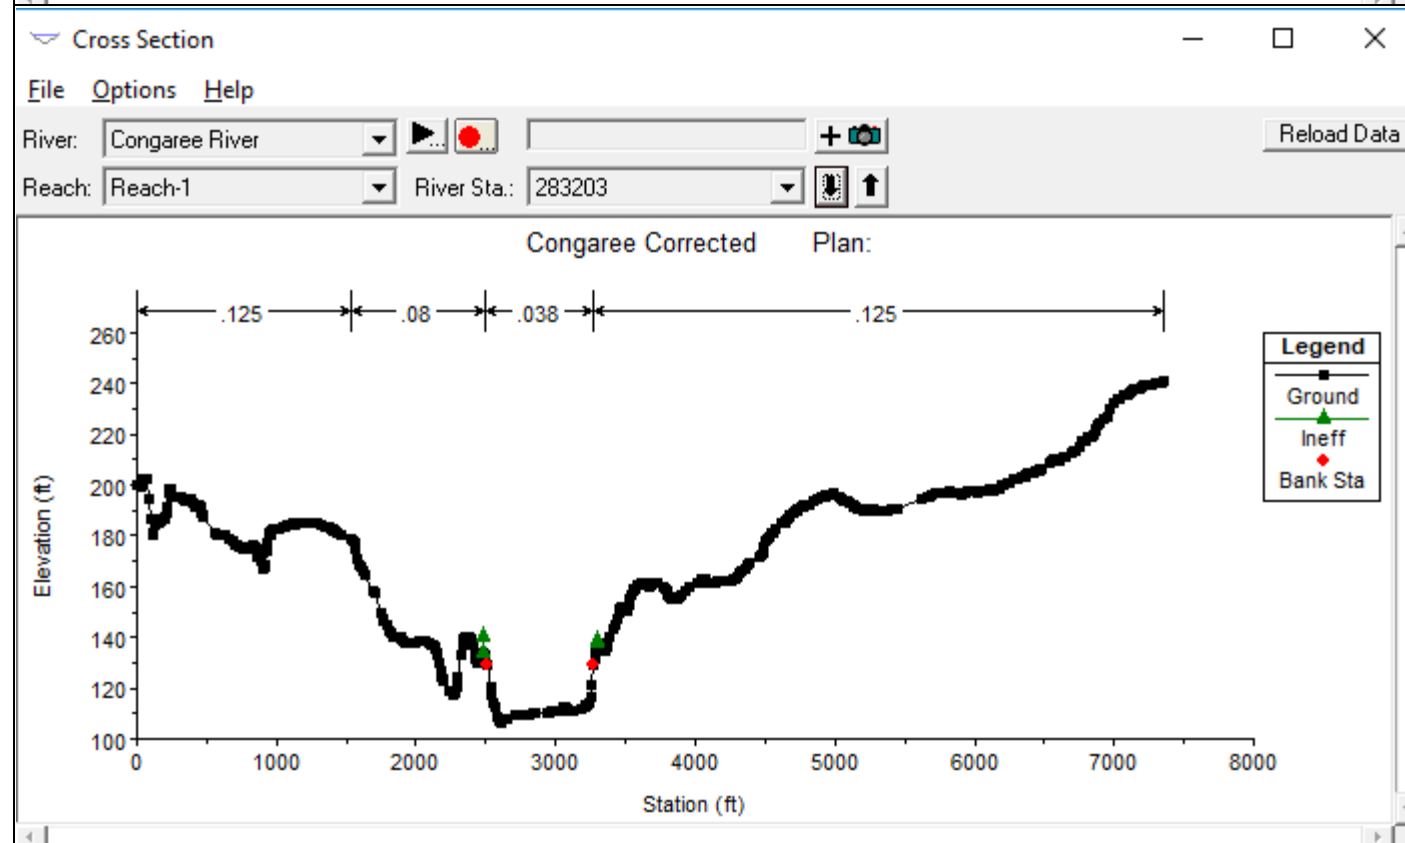 Cross Section
File Options Help
River: Congaree River ... ... + Reload Data
Reach: Reach-1 River Sta.: 283203
Congaree Corrected Plan:
.125 .08 .038 .125
260
240
220
200
180
160
140
120
100
Elevation (ft)
0 1000 2000 3000 4000 5000 6000 7000 8000
Station (ft)
Legend
Ground
Ineff
Bank Sta